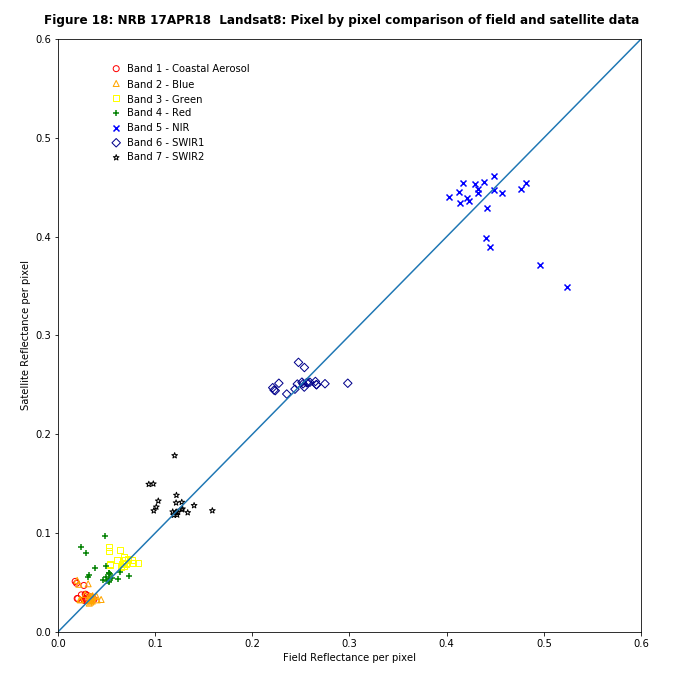 Figure 18: NRB 17APR18  Landsat8: Pixel by pixel comparison of field and satellite data
0.6
Band 1 - Coastal Aerosol
Band 2 - Blue
Band 3 - Green
Band 4 - Red
Band 5 - NIR
Band 6 - SWIR1
Band 7 - SWIR2
0.5
0.4
0.3
0.2
0.1
0.0
Satellite Reflectance per pixel
0.0 0.1 0.2 0.3 0.4 0.5 0.6
Field Reflectance per pixel